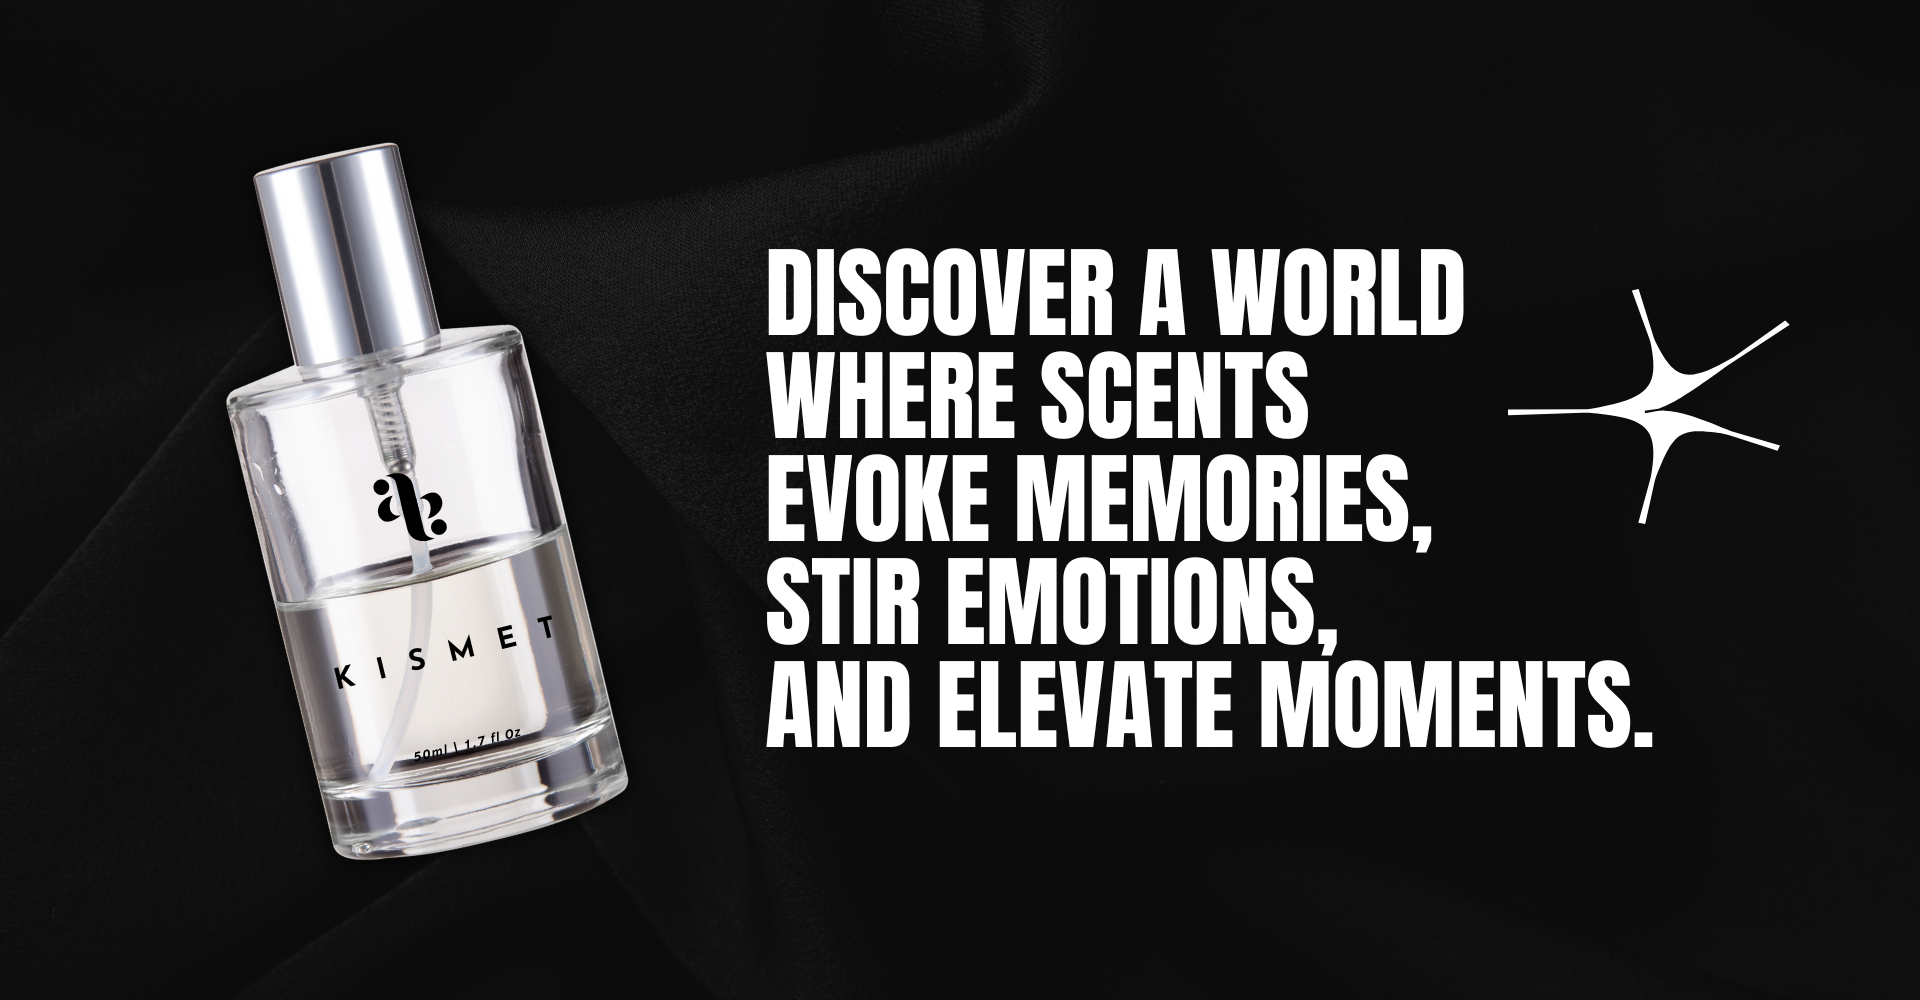 DISCOVER A WORLD
WHERE SCENTS
EVOKE MEMORIES,
STIR EMOTIONS,
AND ELEVATE MOMENTS.
KISMET
50ml | 1.7 fl Oz